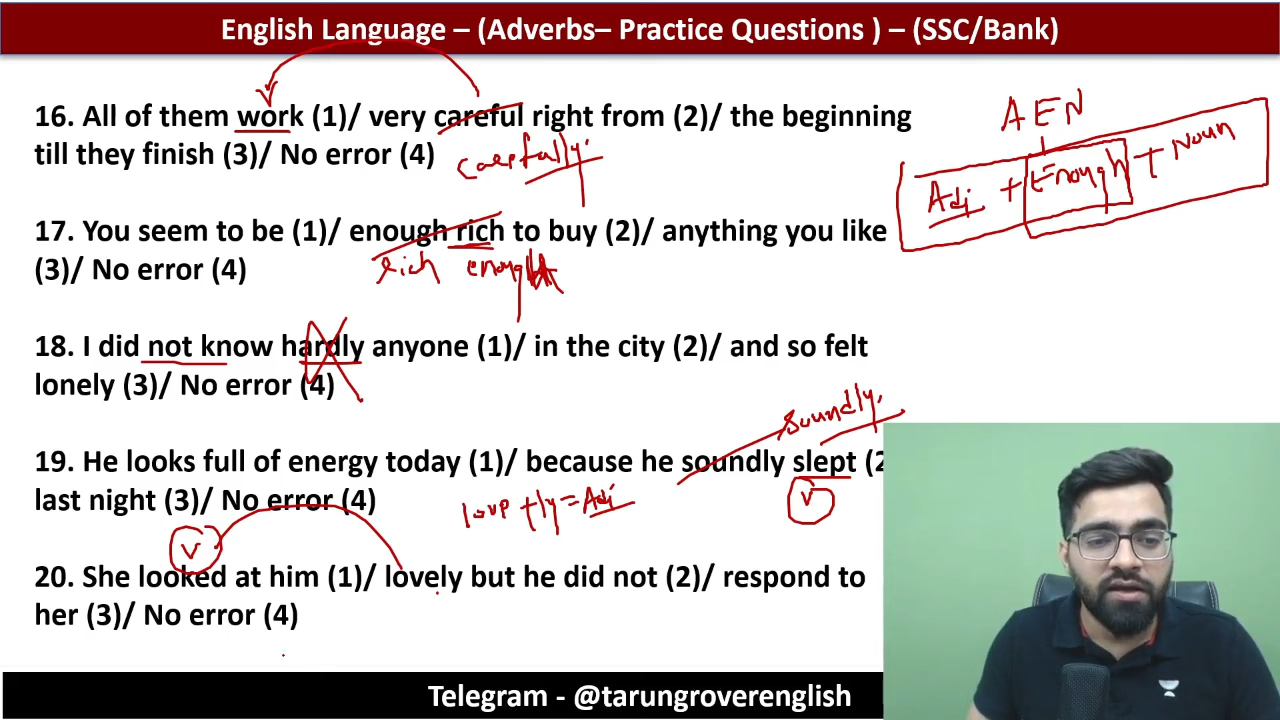 English Language – (Adverbs– Practice Questions ) – (SSC/Bank)
V
16. All of them work (1)/ very careful right from (2)/ the beginning
till they finish (3)/ No error (4)
carefully.
AEN
Adj + Enough + Noun
17. You seem to be (1)/ enough rich to buy (2)/ anything you like
(3)/ No error (4)
rich enough
18. I did not know hardly anyone (1)/ in the city (2)/ and so felt
lonely (3)/ No error (4)
soundly.
19. He looks full of energy today (1)/ because he soundly slept (2
last night (3)/ No error (4)
love + ly = Adj
V
V
20. She looked at him (1)/ lovely but he did not (2)/ respond to
her (3)/ No error (4)
Telegram - @tarungroverenglish